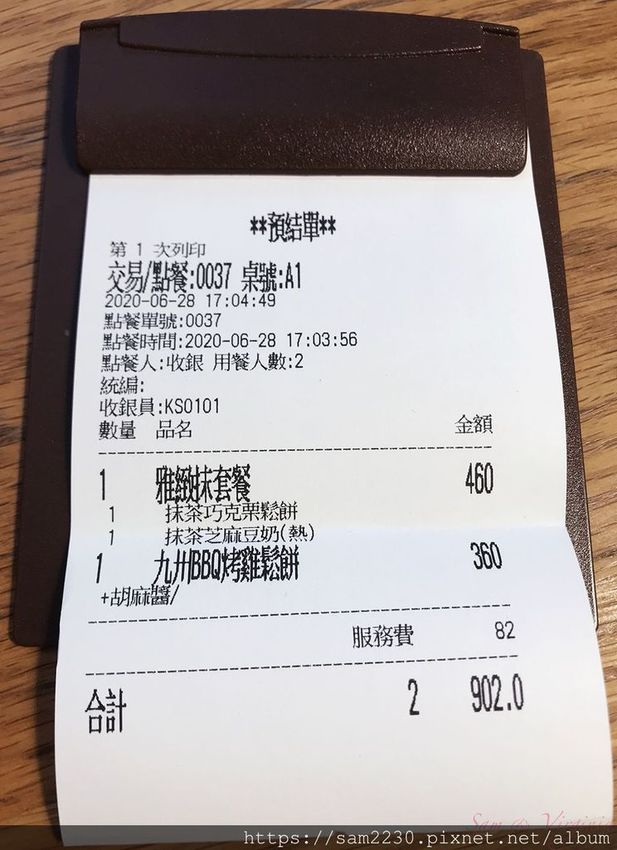 **預結單**
第 1 次列印
交易/點餐:0037 桌號:A1
2020-06-28 17:04:49
點餐單號:0037
點餐時間:2020-06-28 17:03:56
點餐人:收銀 用餐人數:2
統編:
收銀員:KS0101
數量 品名 金額
1 雅緻抹套餐 460
1 抹茶巧克栗鬆餅
1 抹茶芝麻豆奶(熱)
1 九州BBQ烤雞鬆餅 360
+胡麻醬/
服務費 82
合計 2 902.0
Sam & Virginia
https://sam2230.pixnet.net/album